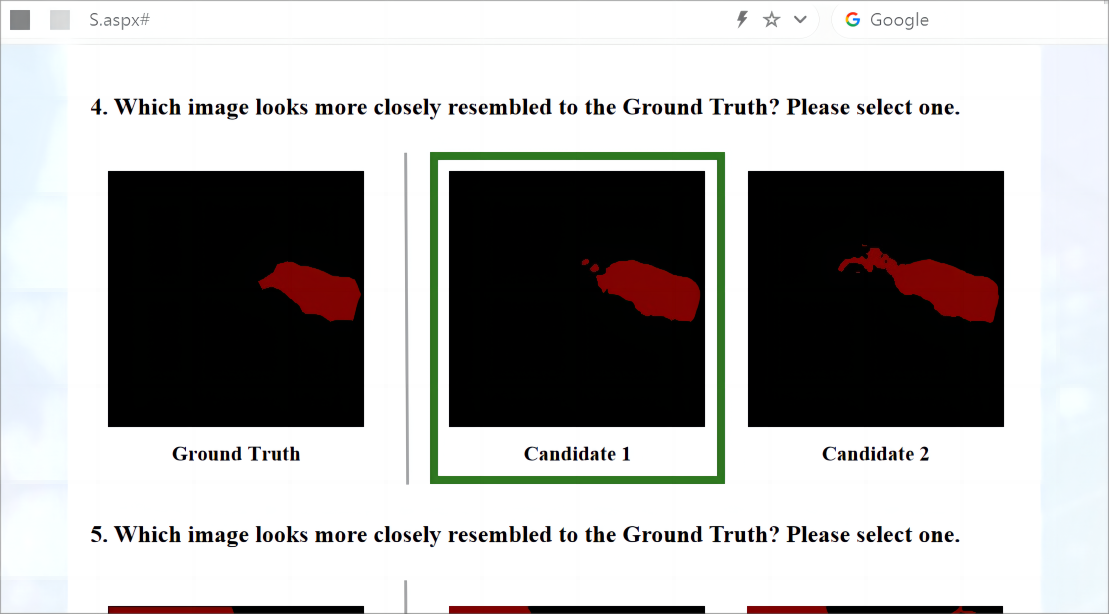 S.aspx#
Google
4. Which image looks more closely resembled to the Ground Truth? Please select one.
Ground Truth
Candidate 1
Candidate 2
5. Which image looks more closely resembled to the Ground Truth? Please select one.